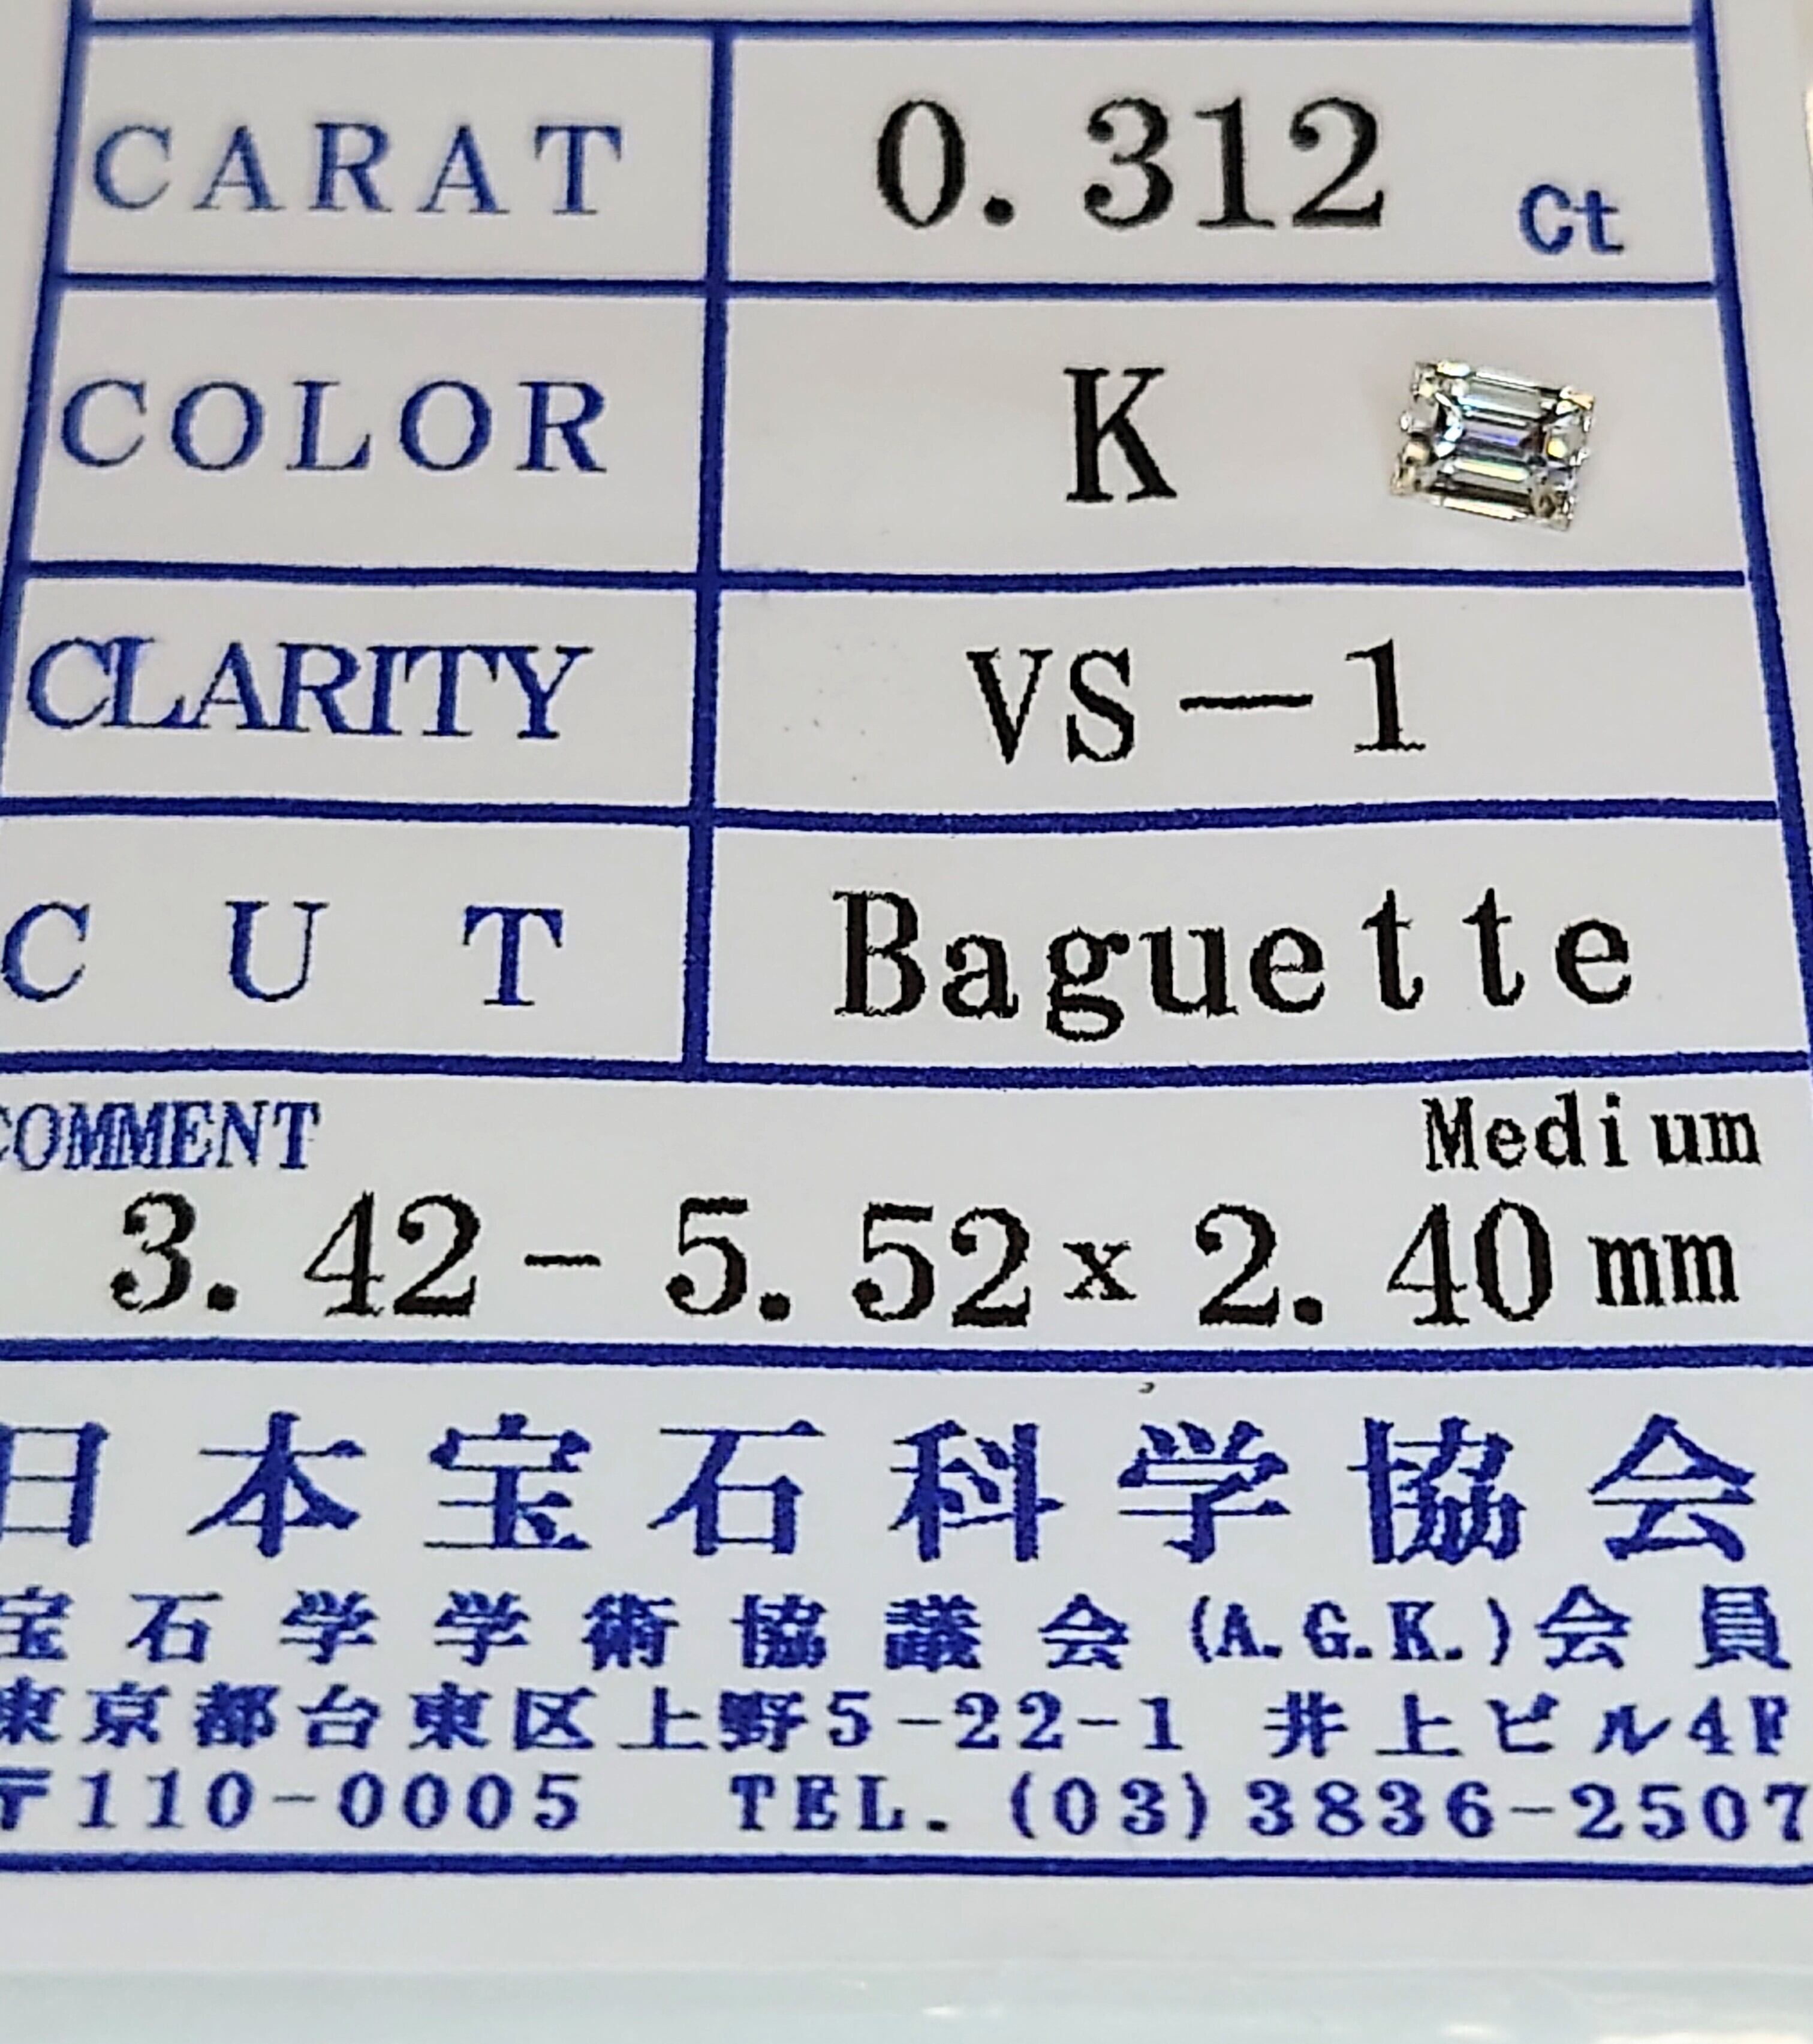 CARAT 0.312 Ct
COLOR K
CLARITY VS-1
CUT Baguette
COMMENT Medium
3.42-5.52x2.40mm
日本宝石科学協会
宝石学学術協議会(A.G.K.)会員
東京都台東区上野5-22-1 井上ビル4F
〒110-0005 TEL.(03)3836-2507